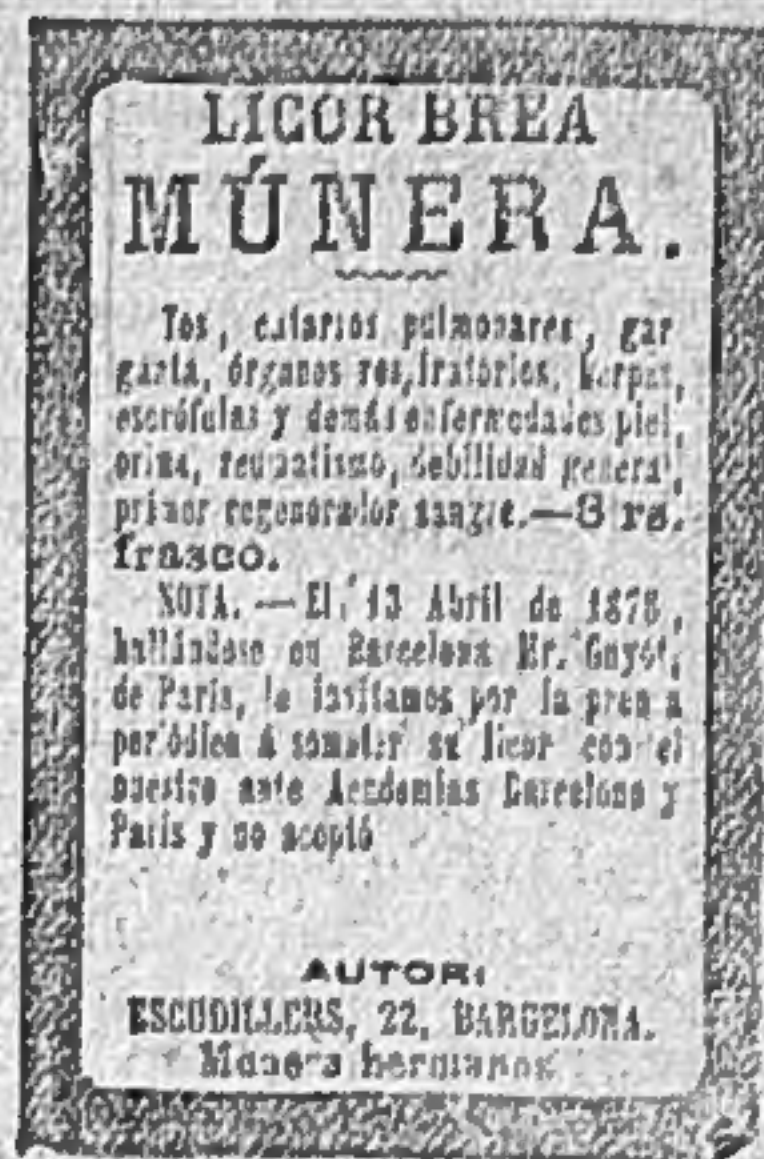 LICOR BREA
MÚNERA.
Tos, catarros pulmonares, gar
ganta, órganos respiratorios, herpes,
escrófulas y demás enfermedades piel,
orina, reumatismo, debilidad general,
primer regenerador sangre.—8 rs.
frasco.
NOTA.—El 13 Abril de 1878,
hallándose en Barcelona Mr. Guyot,
de París, le invitamos por la prensa
periódica á someter su licor con el
nuestro ante Academias Barcelona y
París y no aceptó
AUTOR:
ESCUDILLERS, 22, BARCELONA.
Múnera hermanos